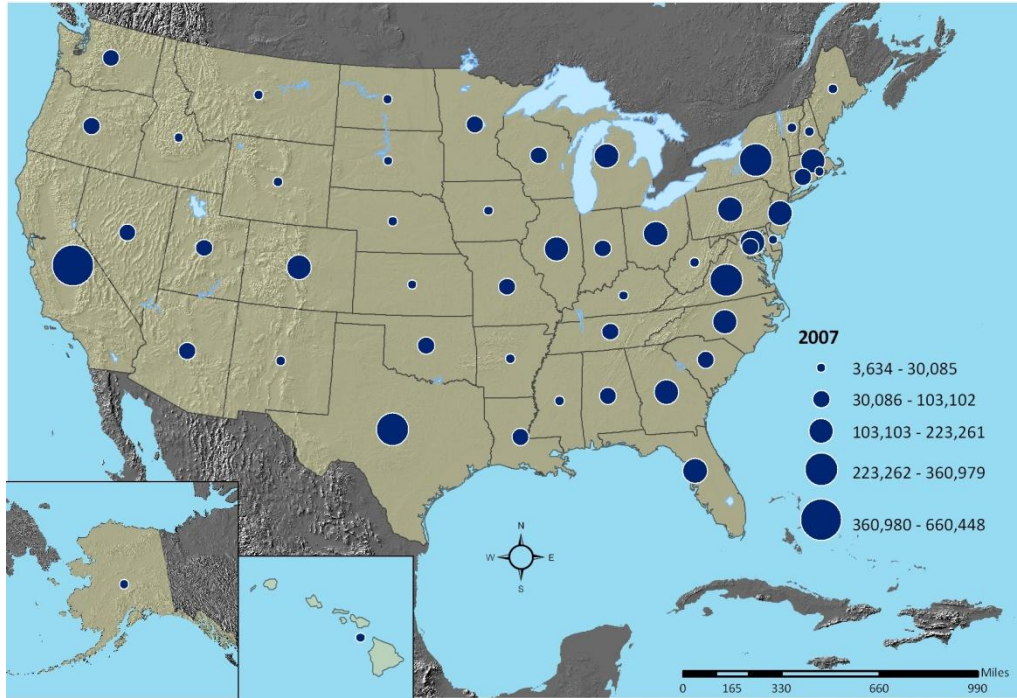 2007
3,634 - 30,085
30,086 - 103,102
103,103 - 223,261
223,262 - 360,979
360,980 - 660,448
N
W E
S
Miles
0 165 330 660 990